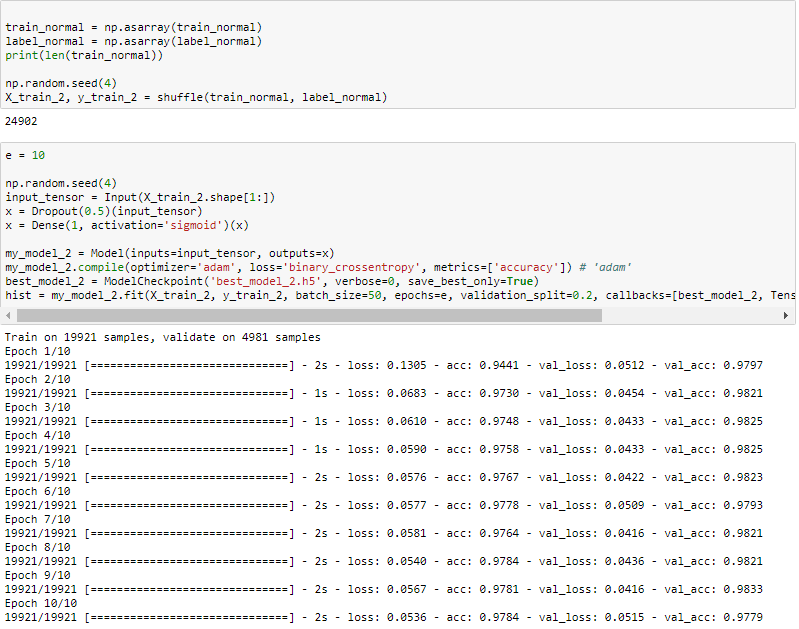 train_normal = np.asarray(train_normal)
label_normal = np.asarray(label_normal)
print(len(train_normal))
np.random.seed(4)
X_train_2, y_train_2 = shuffle(train_normal, label_normal)
24902
e = 10
np.random.seed(4)
input_tensor = Input(X_train_2.shape[1:])
x = Dropout(0.5)(input_tensor)
x = Dense(1, activation='sigmoid')(x)
my_model_2 = Model(inputs=input_tensor, outputs=x)
my_model_2.compile(optimizer='adam', loss='binary_crossentropy', metrics=['accuracy']) # 'adam'
best_model_2 = ModelCheckpoint('best_model_2.h5', verbose=0, save_best_only=True)
hist = my_model_2.fit(X_train_2, y_train_2, batch_size=50, epochs=e, validation_split=0.2, callbacks=[best_model_2, Tens
Train on 19921 samples, validate on 4981 samples
Epoch 1/10
19921/19921 [==============================] - 2s - loss: 0.1305 - acc: 0.9441 - val_loss: 0.0512 - val_acc: 0.9797
Epoch 2/10
19921/19921 [==============================] - 1s - loss: 0.0683 - acc: 0.9730 - val_loss: 0.0454 - val_acc: 0.9821
Epoch 3/10
19921/19921 [==============================] - 1s - loss: 0.0610 - acc: 0.9748 - val_loss: 0.0433 - val_acc: 0.9825
Epoch 4/10
19921/19921 [==============================] - 1s - loss: 0.0590 - acc: 0.9758 - val_loss: 0.0433 - val_acc: 0.9825
Epoch 5/10
19921/19921 [==============================] - 2s - loss: 0.0576 - acc: 0.9767 - val_loss: 0.0422 - val_acc: 0.9823
Epoch 6/10
19921/19921 [==============================] - 2s - loss: 0.0577 - acc: 0.9778 - val_loss: 0.0509 - val_acc: 0.9793
Epoch 7/10
19921/19921 [==============================] - 2s - loss: 0.0581 - acc: 0.9764 - val_loss: 0.0416 - val_acc: 0.9821
Epoch 8/10
19921/19921 [==============================] - 2s - loss: 0.0540 - acc: 0.9784 - val_loss: 0.0436 - val_acc: 0.9821
Epoch 9/10
19921/19921 [==============================] - 2s - loss: 0.0567 - acc: 0.9781 - val_loss: 0.0416 - val_acc: 0.9833
Epoch 10/10
19921/19921 [==============================] - 2s - loss: 0.0536 - acc: 0.9784 - val_loss: 0.0515 - val_acc: 0.9779